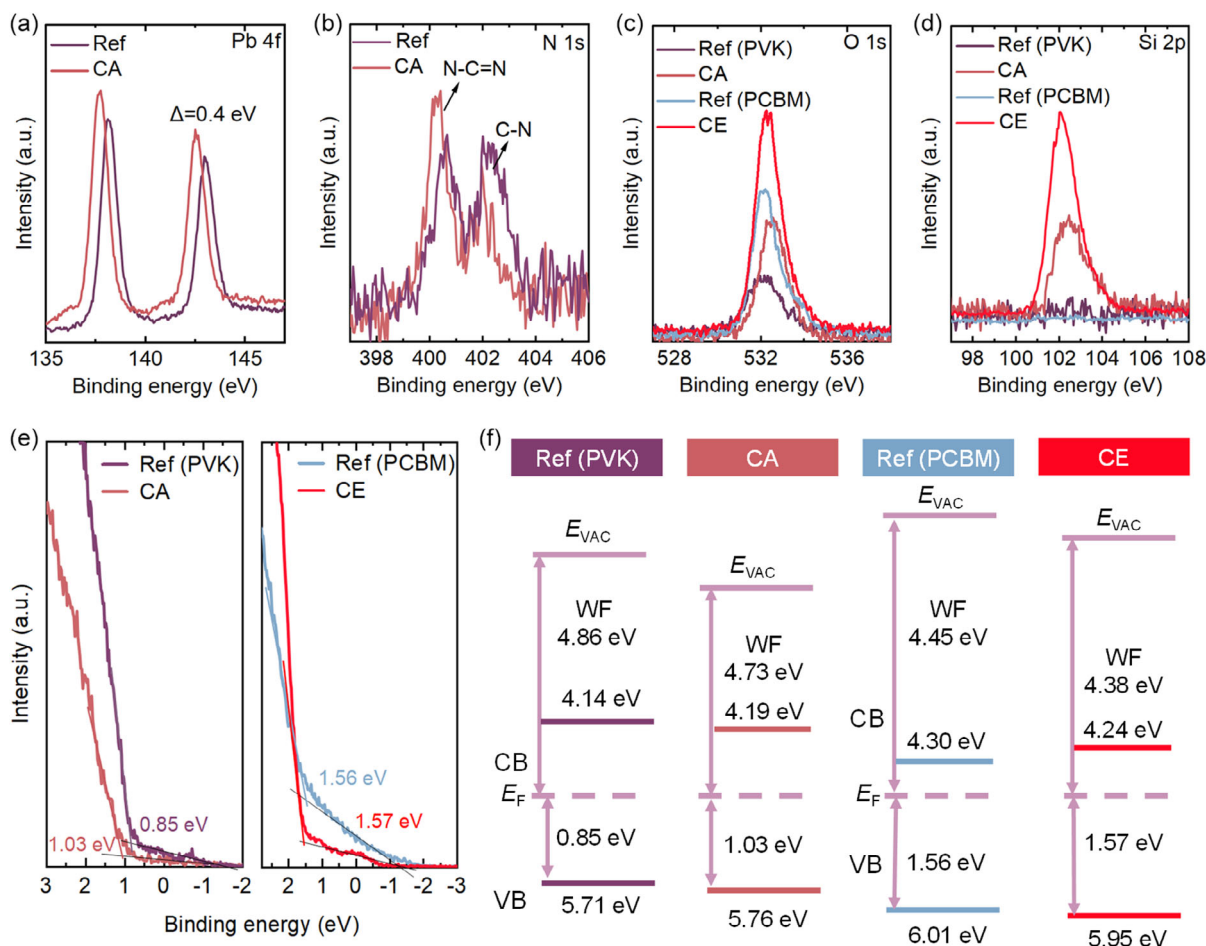 (a)
Pb 4f
Ref
CA
Δ=0.4 eV
Intensity (a.u.)
135 140 145
Binding energy (eV)
(b)
N 1s
Ref
CA
N-C=N
C-N
Intensity (a.u.)
398 400 402 404 406
Binding energy (eV)
(c)
O 1s
Ref (PVK)
CA
Ref (PCBM)
CE
Intensity (a.u.)
528 532 536
Binding energy (eV)
(d)
Si 2p
Ref (PVK)
CA
Ref (PCBM)
CE
Intensity (a.u.)
98 100 102 104 106 108
Binding energy (eV)
(e)
Ref (PVK)
CA
0.85 eV
1.03 eV
Intensity (a.u.)
3 2 1 0 -1 -2
Binding energy (eV)
Ref (PCBM)
CE
1.56 eV
1.57 eV
2 1 0 -1 -2 -3
Binding energy (eV)
(f)
Ref (PVK) CA Ref (PCBM) CE
EVAC
WF
4.86 eV
4.14 eV
CB
EF
0.85 eV
VB
5.71 eV
EVAC
WF
4.73 eV
4.19 eV
1.03 eV
5.76 eV
EVAC
WF
4.45 eV
CB
4.30 eV
EF
1.56 eV
VB
6.01 eV
EVAC
WF
4.38 eV
4.24 eV
1.57 eV
5.95 eV